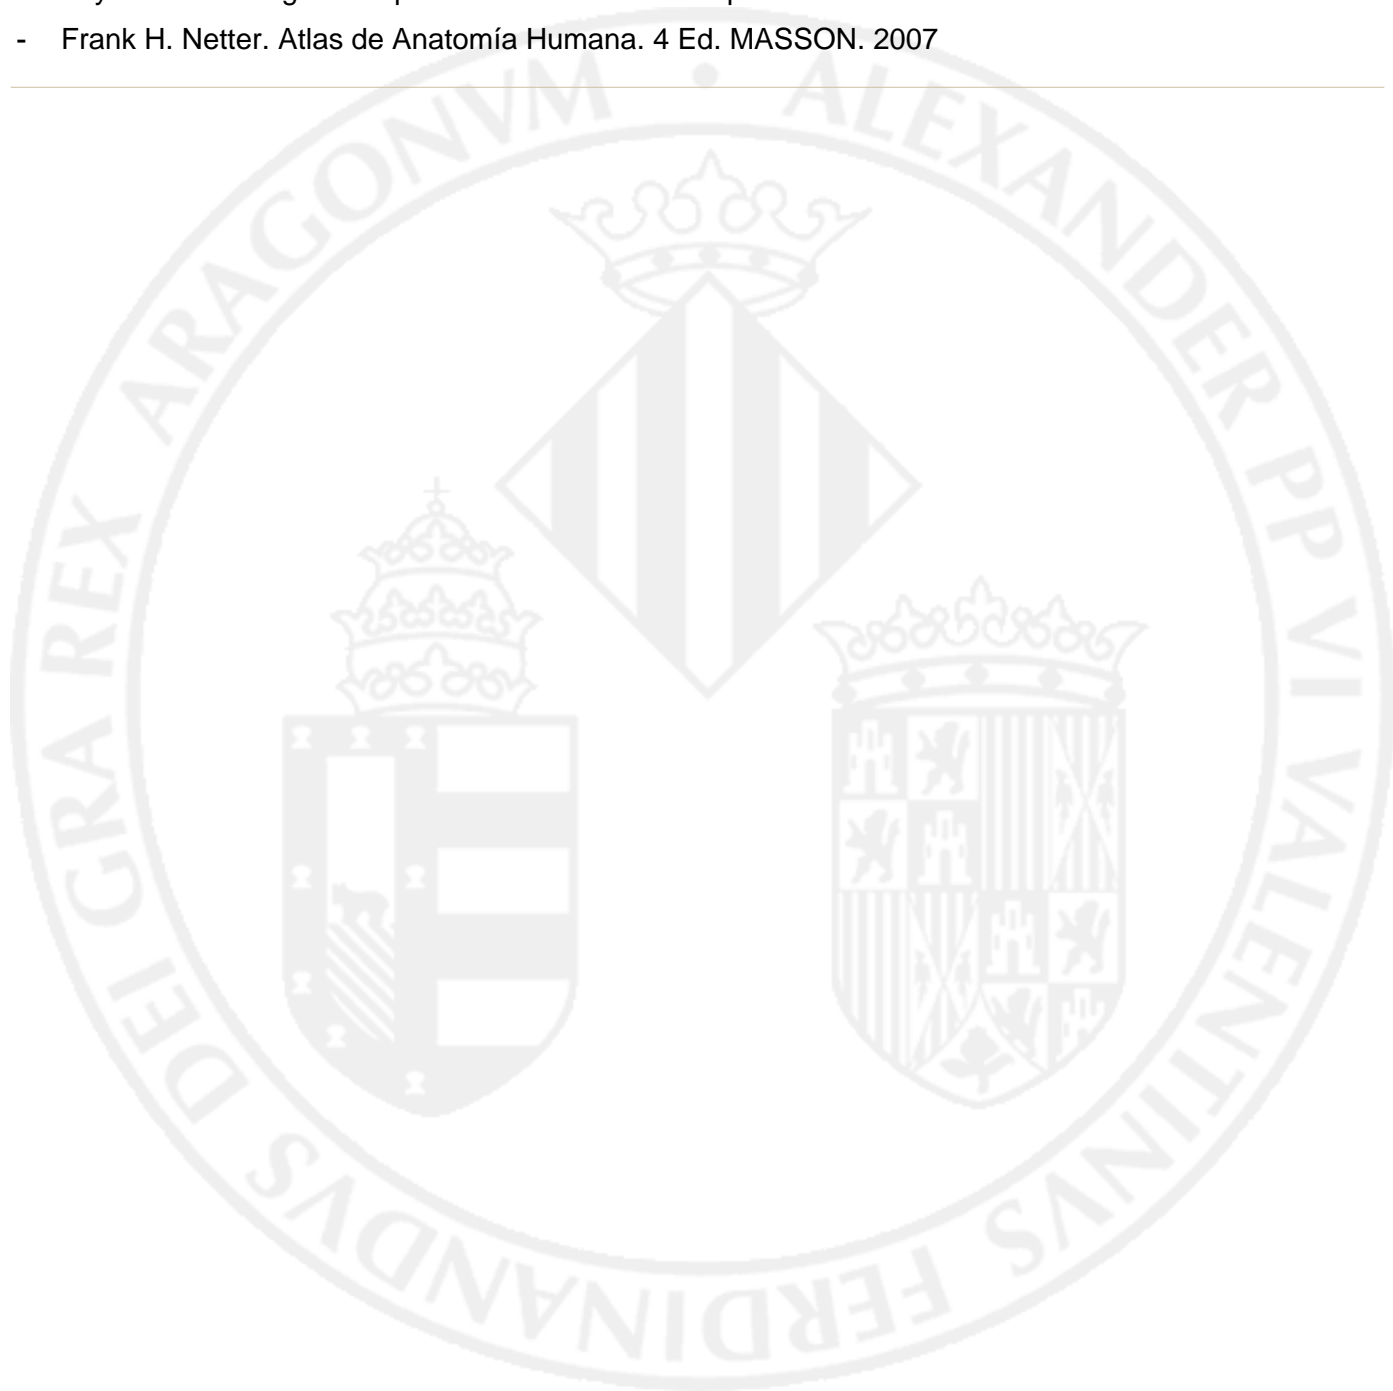 - Frank H. Netter. Atlas de Anatomía Humana. 4 Ed. MASSON. 2007
ALEXANDER PP VI VALENTINVS FERDINANDVS DEI GRA REX ARAGONVM